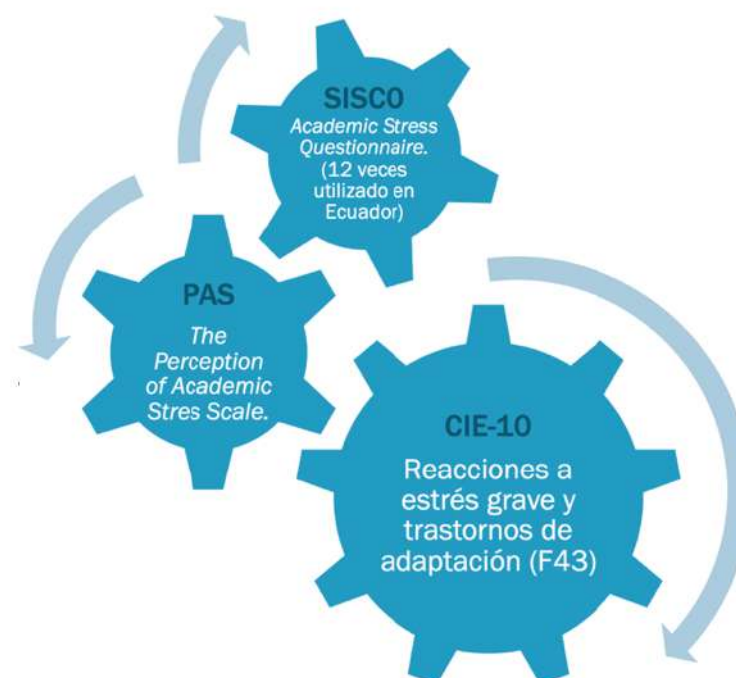 SISCO
Academic Stress
Questionnaire.
(12 veces
utilizado en
Ecuador)
PAS
The
Perception
of Academic
Stres Scale.
CIE-10
Reacciones a
estrés grave y
trastornos de
adaptación (F43)